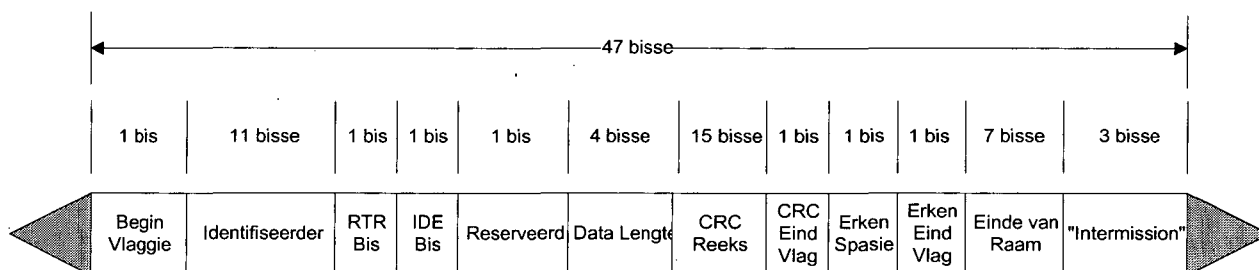 47 bisse
1 bis 11 bisse 1 bis 1 bis 1 bis 4 bisse 15 bisse 1 bis 1 bis 1 bis 7 bisse 3 bisse
Begin
Vlaggie
Identifiseerder
RTR
Bis
IDE
Bis
Reserveerd
Data Lengte
CRC
Reeks
CRC
Eind
Vlag
Erken
Spasie
Erken
Eind
Vlag
Einde van
Raam
"Intermission"